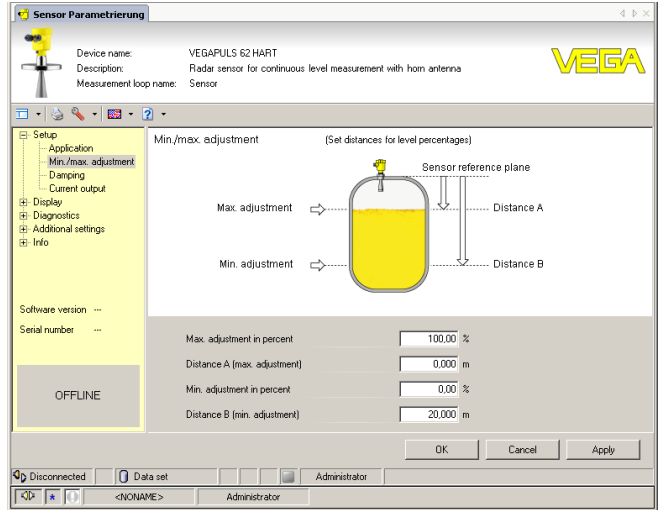 Sensor Parametrierung
Device name: VEGAPULS 62 HART
Description: Radar sensor for continuous level measurement with horn antenna
Measurement loop name: Sensor
VEGA
Setup
Application
Min./max. adjustment
Damping
Current output
Display
Diagnostics
Additional settings
Info
Software version ---
Serial number ---
OFFLINE
Min./max. adjustment (Set distances for level percentages)
Sensor reference plane
Max. adjustment Distance A
Min. adjustment Distance B
Max. adjustment in percent 100,00 %
Distance A (max. adjustment) 0,000 m
Min. adjustment in percent 0,00 %
Distance B (min. adjustment) 20,000 m
OK Cancel Apply
Disconnected Data set Administrator
<NONAME> Administrator